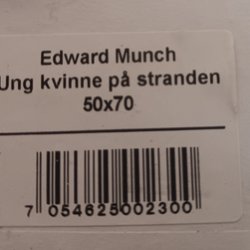 Edward Munch
Ung kvinne på stranden
50x70
7 054625 002300